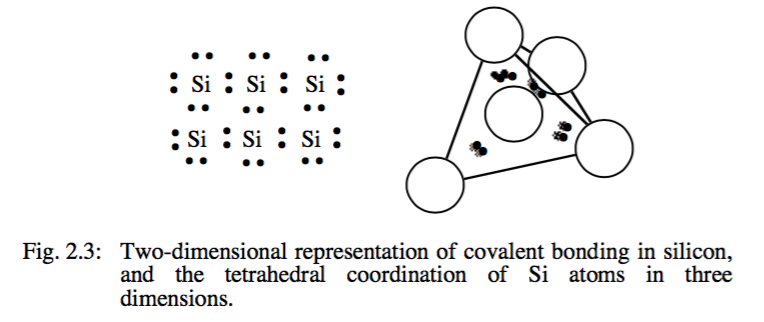 Si Si Si
Si Si Si
Fig. 2.3: Two-dimensional representation of covalent bonding in silicon,
and the tetrahedral coordination of Si atoms in three
dimensions.